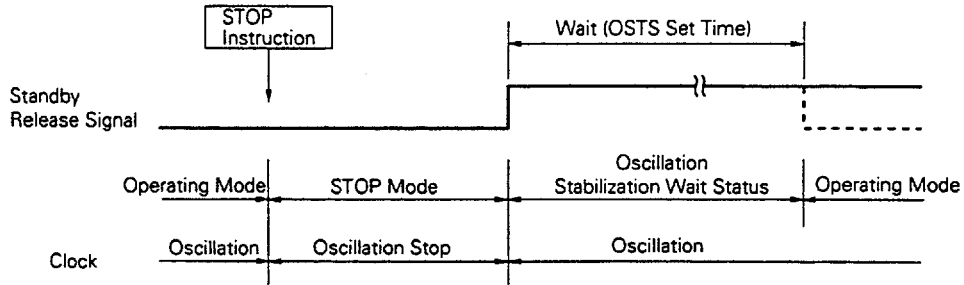 STOP
Instruction
Wait (OSTS Set Time)
Standby
Release Signal
Operating Mode
STOP Mode
Oscillation
Stabilization Wait Status
Operating Mode
Clock
Oscillation
Oscillation Stop
Oscillation